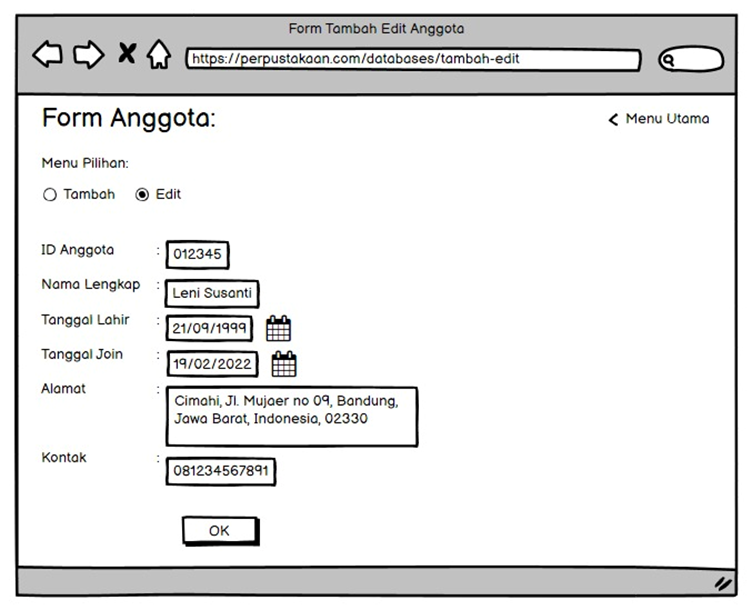 Form Tambah Edit Anggota
https://perpustakaan.com/databases/tambah-edit
Form Anggota:
Menu Utama
Menu Pilihan:
Tambah Edit
ID Anggota : 012345
Nama Lengkap : Leni Susanti
Tanggal Lahir : 21/09/1999
Tanggal Join : 19/02/2022
Alamat : Cimahi, Jl. Mujaer no 09, Bandung,
Jawa Barat, Indonesia, 02330
Kontak : 081234567891
OK